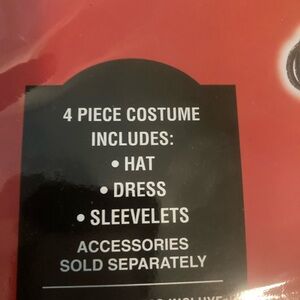 4 PIECE COSTUME
INCLUDES:
• HAT
• DRESS
• SLEEVELETS
ACCESSORIES
SOLD SEPARATELY